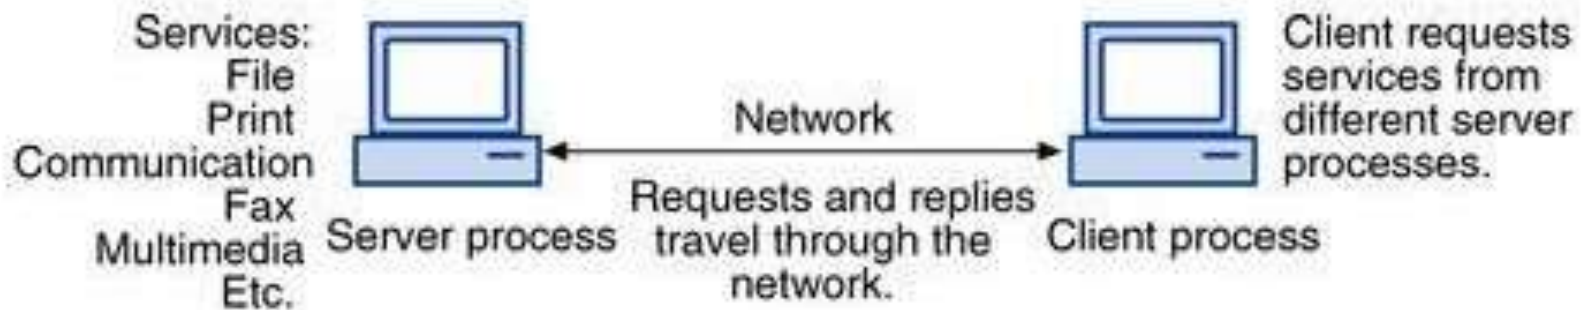 Services:
File
Print
Communication
Fax
Multimedia
Etc.
Server process
Network
Requests and replies
travel through the
network.
Client process
Client requests
services from
different server
processes.